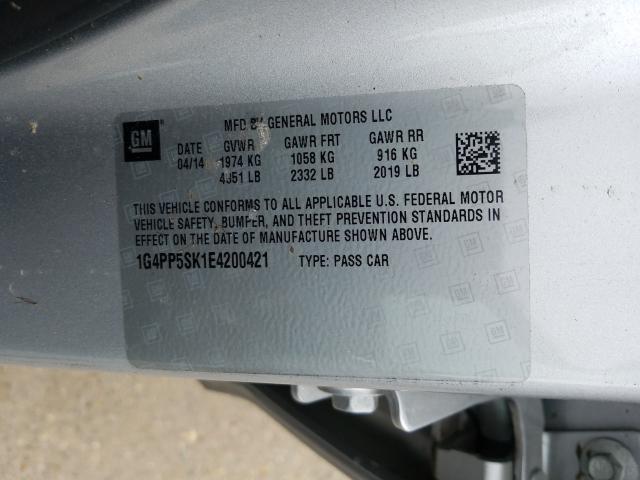 GM
MFD BY GENERAL MOTORS LLC
DATE GVWR GAWR FRT GAWR RR
04/14 1974 KG 1058 KG 916 KG
4351 LB 2332 LB 2019 LB
THIS VEHICLE CONFORMS TO ALL APPLICABLE U.S. FEDERAL MOTOR
VEHICLE SAFETY, BUMPER, AND THEFT PREVENTION STANDARDS IN
EFFECT ON THE DATE OF MANUFACTURE SHOWN ABOVE.
1G4PP5SK1E4200421 TYPE: PASS CAR